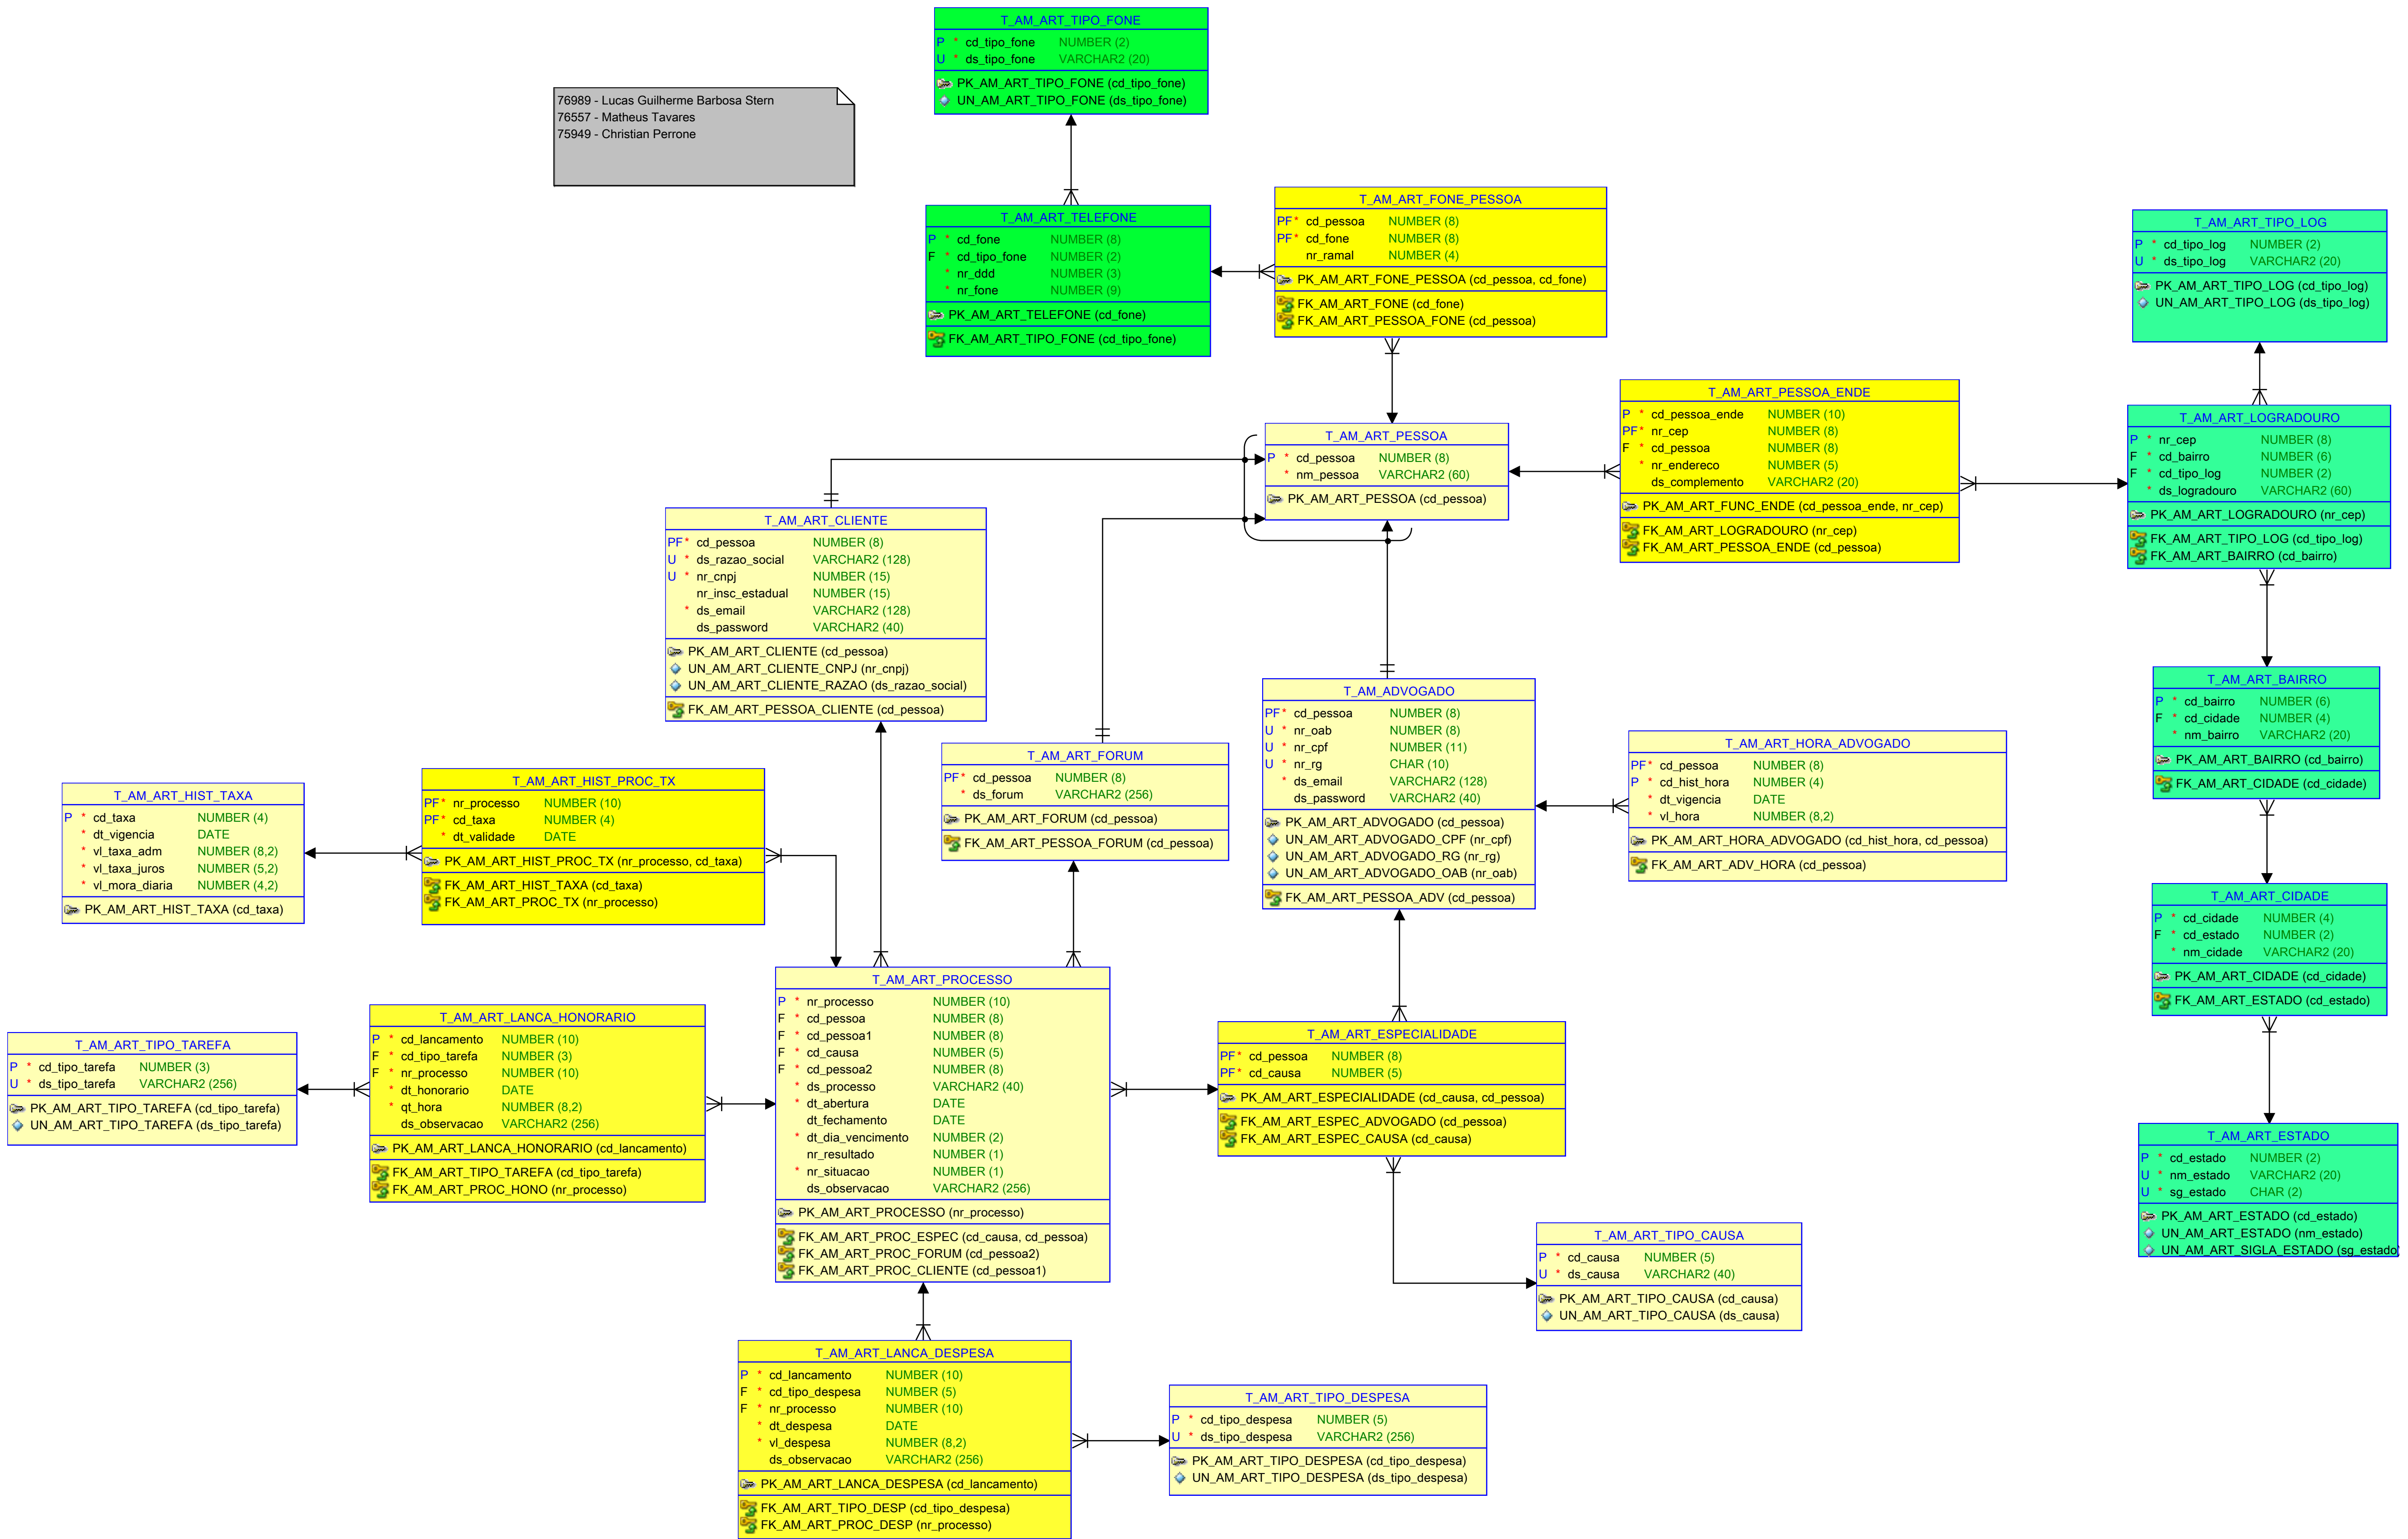 T_AM_ART_TIPO_FONE
P * cd_tipo_fone NUMBER (2)
U * ds_tipo_fone VARCHAR2 (20)
PK_AM_ART_TIPO_FONE (cd_tipo_fone)
UN_AM_ART_TIPO_FONE (ds_tipo_fone)
76989 - Lucas Guilherme Barbosa Stern
76557 - Matheus Tavares
75949 - Christian Perrone
T_AM_ART_TELEFONE
P * cd_fone NUMBER (8)
F * cd_tipo_fone NUMBER (2)
* nr_ddd NUMBER (3)
* nr_fone NUMBER (9)
PK_AM_ART_TELEFONE (cd_fone)
FK_AM_ART_TIPO_FONE (cd_tipo_fone)
T_AM_ART_FONE_PESSOA
PF* cd_pessoa NUMBER (8)
PF* cd_fone NUMBER (8)
nr_ramal NUMBER (4)
PK_AM_ART_FONE_PESSOA (cd_pessoa, cd_fone)
FK_AM_ART_FONE (cd_fone)
FK_AM_ART_PESSOA_FONE (cd_pessoa)
T_AM_ART_TIPO_LOG
P * cd_tipo_log NUMBER (2)
U * ds_tipo_log VARCHAR2 (20)
PK_AM_ART_TIPO_LOG (cd_tipo_log)
UN_AM_ART_TIPO_LOG (ds_tipo_log)
T_AM_ART_PESSOA
P * cd_pessoa NUMBER (8)
* nm_pessoa VARCHAR2 (60)
PK_AM_ART_PESSOA (cd_pessoa)
T_AM_ART_PESSOA_ENDE
P * cd_pessoa_ende NUMBER (10)
PF* nr_cep NUMBER (8)
F * cd_pessoa NUMBER (8)
* nr_endereco NUMBER (5)
ds_complemento VARCHAR2 (20)
PK_AM_ART_FUNC_ENDE (cd_pessoa_ende, nr_cep)
FK_AM_ART_LOGRADOURO (nr_cep)
FK_AM_ART_PESSOA_ENDE (cd_pessoa)
T_AM_ART_LOGRADOURO
P * nr_cep NUMBER (8)
F * cd_bairro NUMBER (6)
F * cd_tipo_log NUMBER (2)
* ds_logradouro VARCHAR2 (60)
PK_AM_ART_LOGRADOURO (nr_cep)
FK_AM_ART_TIPO_LOG (cd_tipo_log)
FK_AM_ART_BAIRRO (cd_bairro)
T_AM_ART_CLIENTE
PF* cd_pessoa NUMBER (8)
U * ds_razao_social VARCHAR2 (128)
U * nr_cnpj NUMBER (15)
nr_insc_estadual NUMBER (15)
* ds_email VARCHAR2 (128)
ds_password VARCHAR2 (40)
PK_AM_ART_CLIENTE (cd_pessoa)
UN_AM_ART_CLIENTE_CNPJ (nr_cnpj)
UN_AM_ART_CLIENTE_RAZAO (ds_razao_social)
FK_AM_ART_PESSOA_CLIENTE (cd_pessoa)
T_AM_ART_FORUM
PF* cd_pessoa NUMBER (8)
* ds_forum VARCHAR2 (256)
PK_AM_ART_FORUM (cd_pessoa)
FK_AM_ART_PESSOA_FORUM (cd_pessoa)
T_AM_ADVOGADO
PF* cd_pessoa NUMBER (8)
U * nr_oab NUMBER (8)
U * nr_cpf NUMBER (11)
U * nr_rg CHAR (10)
* ds_email VARCHAR2 (128)
ds_password VARCHAR2 (40)
PK_AM_ART_ADVOGADO (cd_pessoa)
UN_AM_ART_ADVOGADO_CPF (nr_cpf)
UN_AM_ART_ADVOGADO_RG (nr_rg)
UN_AM_ART_ADVOGADO_OAB (nr_oab)
FK_AM_ART_PESSOA_ADV (cd_pessoa)
T_AM_ART_HORA_ADVOGADO
PF* cd_pessoa NUMBER (8)
P * cd_hist_hora NUMBER (4)
* dt_vigencia DATE
* vl_hora NUMBER (8,2)
PK_AM_ART_HORA_ADVOGADO (cd_hist_hora, cd_pessoa)
FK_AM_ART_ADV_HORA (cd_pessoa)
T_AM_ART_BAIRRO
P * cd_bairro NUMBER (6)
F * cd_cidade NUMBER (4)
* nm_bairro VARCHAR2 (20)
PK_AM_ART_BAIRRO (cd_bairro)
FK_AM_ART_CIDADE (cd_cidade)
T_AM_ART_HIST_TAXA
P * cd_taxa NUMBER (4)
* dt_vigencia DATE
* vl_taxa_adm NUMBER (8,2)
* vl_taxa_juros NUMBER (5,2)
* vl_mora_diaria NUMBER (4,2)
PK_AM_ART_HIST_TAXA (cd_taxa)
T_AM_ART_HIST_PROC_TX
PF* nr_processo NUMBER (10)
PF* cd_taxa NUMBER (4)
* dt_validade DATE
PK_AM_ART_HIST_PROC_TX (nr_processo, cd_taxa)
FK_AM_ART_HIST_TAXA (cd_taxa)
FK_AM_ART_PROC_TX (nr_processo)
T_AM_ART_CIDADE
P * cd_cidade NUMBER (4)
F * cd_estado NUMBER (2)
* nm_cidade VARCHAR2 (20)
PK_AM_ART_CIDADE (cd_cidade)
FK_AM_ART_ESTADO (cd_estado)
T_AM_ART_TIPO_TAREFA
P * cd_tipo_tarefa NUMBER (3)
U * ds_tipo_tarefa VARCHAR2 (256)
PK_AM_ART_TIPO_TAREFA (cd_tipo_tarefa)
UN_AM_ART_TIPO_TAREFA (ds_tipo_tarefa)
T_AM_ART_LANCA_HONORARIO
P * cd_lancamento NUMBER (10)
F * cd_tipo_tarefa NUMBER (3)
F * nr_processo NUMBER (10)
* dt_honorario DATE
* qt_hora NUMBER (8,2)
ds_observacao VARCHAR2 (256)
PK_AM_ART_LANCA_HONORARIO (cd_lancamento)
FK_AM_ART_TIPO_TAREFA (cd_tipo_tarefa)
FK_AM_ART_PROC_HONO (nr_processo)
T_AM_ART_PROCESSO
P * nr_processo NUMBER (10)
F * cd_pessoa NUMBER (8)
F * cd_pessoa1 NUMBER (8)
F * cd_causa NUMBER (5)
F * cd_pessoa2 NUMBER (8)
* ds_processo VARCHAR2 (40)
* dt_abertura DATE
dt_fechamento DATE
* dt_dia_vencimento NUMBER (2)
nr_resultado NUMBER (1)
* nr_situacao NUMBER (1)
ds_observacao VARCHAR2 (256)
PK_AM_ART_PROCESSO (nr_processo)
FK_AM_ART_PROC_ESPEC (cd_causa, cd_pessoa)
FK_AM_ART_PROC_FORUM (cd_pessoa2)
FK_AM_ART_PROC_CLIENTE (cd_pessoa1)
T_AM_ART_ESPECIALIDADE
PF* cd_pessoa NUMBER (8)
PF* cd_causa NUMBER (5)
PK_AM_ART_ESPECIALIDADE (cd_causa, cd_pessoa)
FK_AM_ART_ESPEC_ADVOGADO (cd_pessoa)
FK_AM_ART_ESPEC_CAUSA (cd_causa)
T_AM_ART_ESTADO
P * cd_estado NUMBER (2)
U * nm_estado VARCHAR2 (20)
U * sg_estado CHAR (2)
PK_AM_ART_ESTADO (cd_estado)
UN_AM_ART_ESTADO (nm_estado)
UN_AM_ART_SIGLA_ESTADO (sg_estado)
T_AM_ART_TIPO_CAUSA
P * cd_causa NUMBER (5)
U * ds_causa VARCHAR2 (40)
PK_AM_ART_TIPO_CAUSA (cd_causa)
UN_AM_ART_TIPO_CAUSA (ds_causa)
T_AM_ART_LANCA_DESPESA
P * cd_lancamento NUMBER (10)
F * cd_tipo_despesa NUMBER (5)
F * nr_processo NUMBER (10)
* dt_despesa DATE
* vl_despesa NUMBER (8,2)
ds_observacao VARCHAR2 (256)
PK_AM_ART_LANCA_DESPESA (cd_lancamento)
FK_AM_ART_TIPO_DESP (cd_tipo_despesa)
FK_AM_ART_PROC_DESP (nr_processo)
T_AM_ART_TIPO_DESPESA
P * cd_tipo_despesa NUMBER (5)
U * ds_tipo_despesa VARCHAR2 (256)
PK_AM_ART_TIPO_DESPESA (cd_tipo_despesa)
UN_AM_ART_TIPO_DESPESA (ds_tipo_despesa)